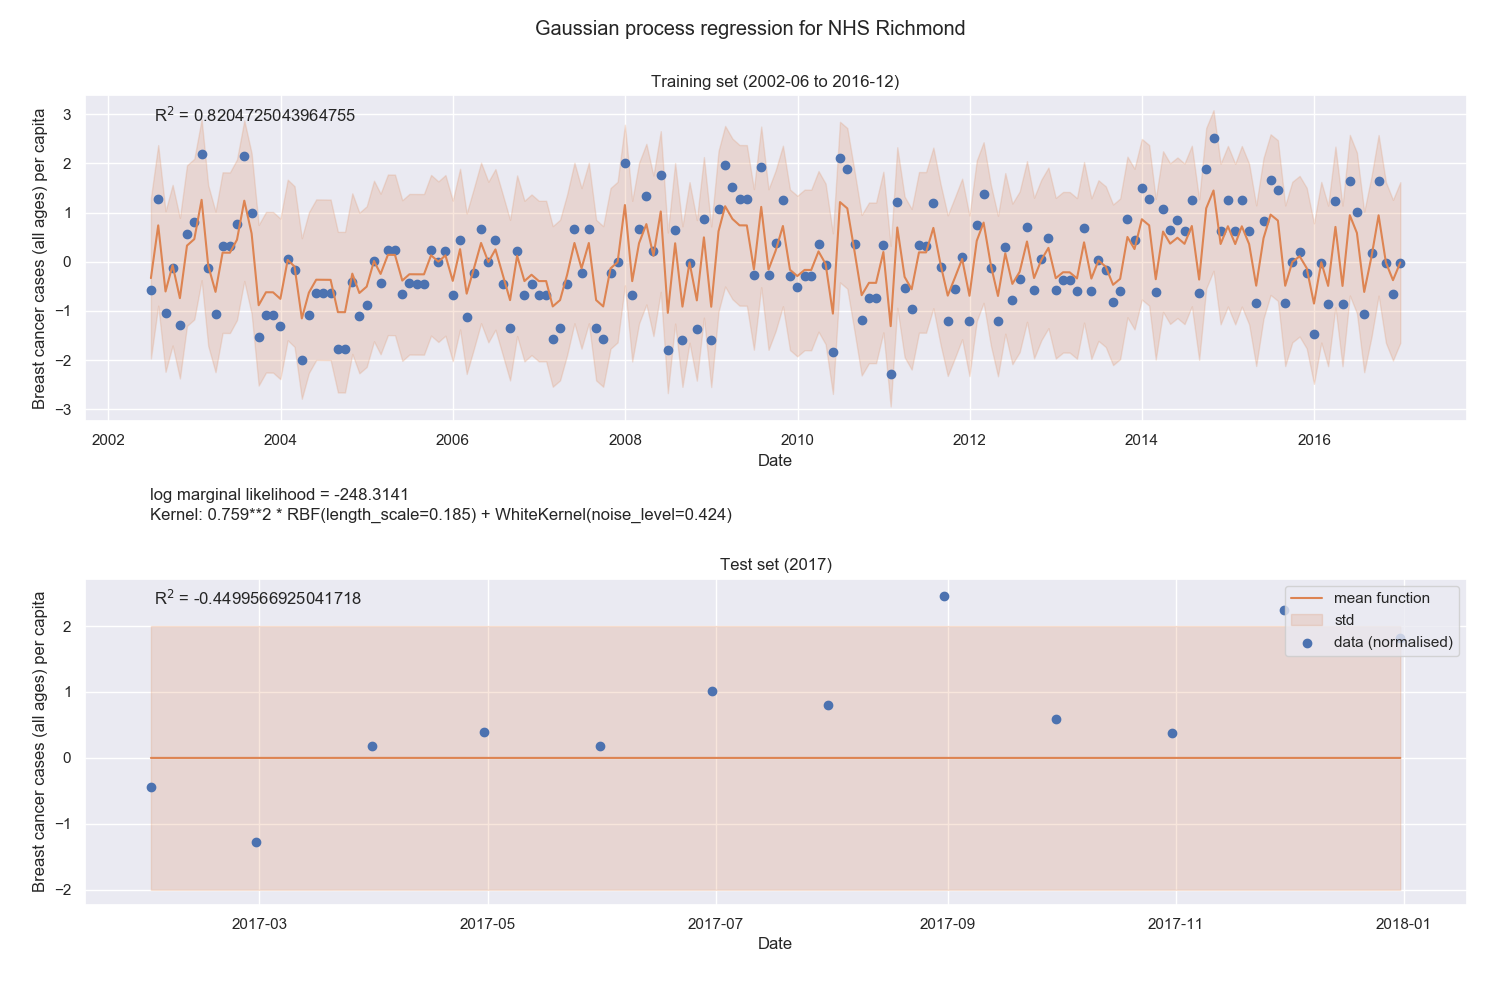 Gaussian process regression for NHS Richmond
Training set (2002-06 to 2016-12)
R² = 0.8204725043964755
Breast cancer cases (all ages) per capita
3
2
1
0
−1
−2
−3
2002 2004 2006 2008 2010 2012 2014 2016
Date
log marginal likelihood = -248.3141
Kernel: 0.759**2 * RBF(length_scale=0.185) + WhiteKernel(noise_level=0.424)
Test set (2017)
R² = -0.4499566925041718
mean function
std
data (normalised)
Breast cancer cases (all ages) per capita
2
1
0
−1
−2
2017-03 2017-05 2017-07 2017-09 2017-11 2018-01
Date